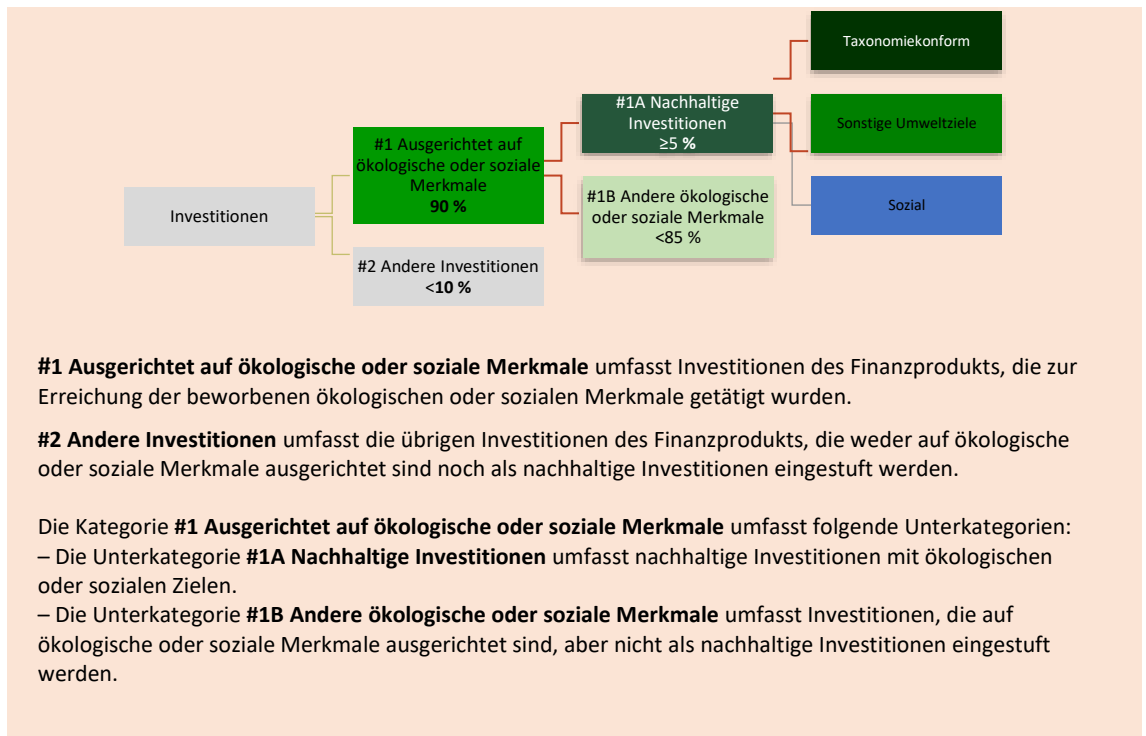 Taxonomiekonform
#1A Nachhaltige
Investitionen
≥5 %
Sonstige Umweltziele
#1 Ausgerichtet auf
ökologische oder soziale
Merkmale
90 %
#1B Andere ökologische
oder soziale Merkmale
<85 %
Sozial
Investitionen
#2 Andere Investitionen
<10 %
#1 Ausgerichtet auf ökologische oder soziale Merkmale umfasst Investitionen des Finanzprodukts, die zur
Erreichung der beworbenen ökologischen oder sozialen Merkmale getätigt wurden.
#2 Andere Investitionen umfasst die übrigen Investitionen des Finanzprodukts, die weder auf ökologische
oder soziale Merkmale ausgerichtet sind noch als nachhaltige Investitionen eingestuft werden.
Die Kategorie #1 Ausgerichtet auf ökologische oder soziale Merkmale umfasst folgende Unterkategorien:
– Die Unterkategorie #1A Nachhaltige Investitionen umfasst nachhaltige Investitionen mit ökologischen
oder sozialen Zielen.
– Die Unterkategorie #1B Andere ökologische oder soziale Merkmale umfasst Investitionen, die auf
ökologische oder soziale Merkmale ausgerichtet sind, aber nicht als nachhaltige Investitionen eingestuft
werden.